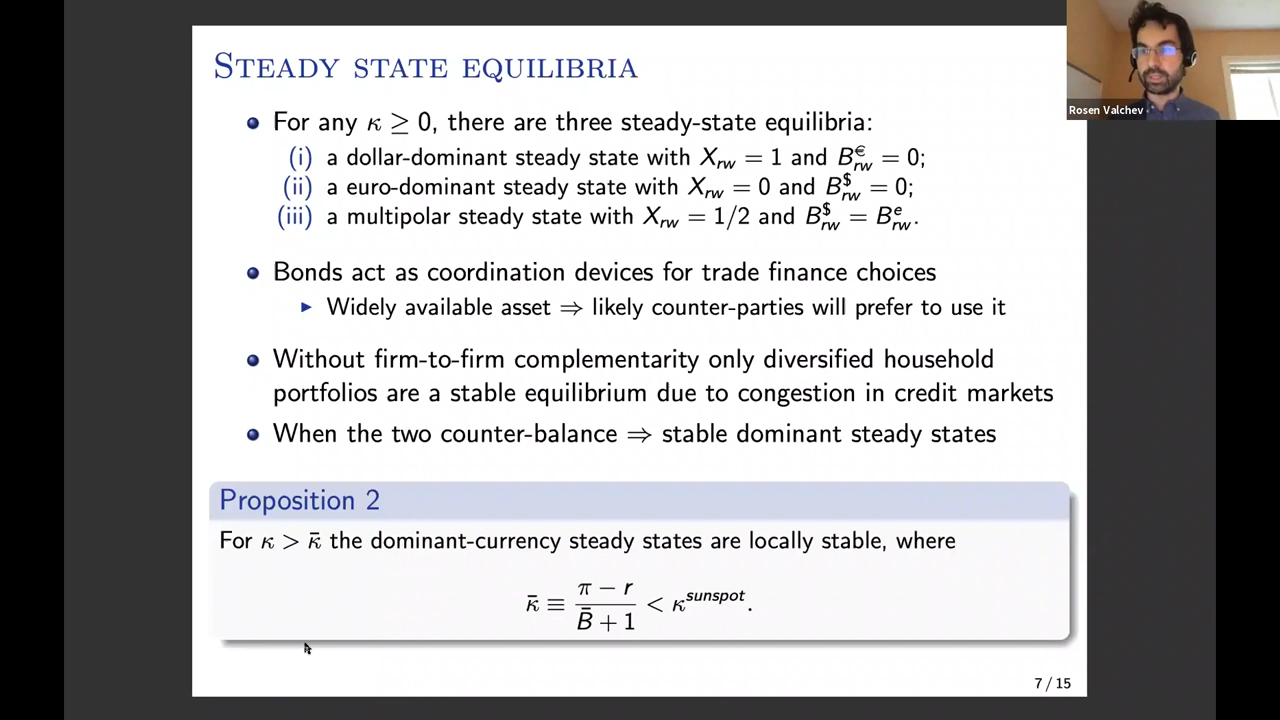 STEADY STATE EQUILIBRIA
For any κ ≥ 0, there are three steady-state equilibria:
(i) a dollar-dominant steady state with X_rw = 1 and B_rw^€ = 0;
(ii) a euro-dominant steady state with X_rw = 0 and B_rw^$ = 0;
(iii) a multipolar steady state with X_rw = 1/2 and B_rw^$ = B_rw^e.
Bonds act as coordination devices for trade finance choices
Widely available asset ⇒ likely counter-parties will prefer to use it
Without firm-to-firm complementarity only diversified household
portfolios are a stable equilibrium due to congestion in credit markets
When the two counter-balance ⇒ stable dominant steady states
Proposition 2
For κ > κ̄ the dominant-currency steady states are locally stable, where
κ̄ ≡ (π − r)/(B̄ + 1) < κ^sunspot.
7 / 15
Rosen Valchev